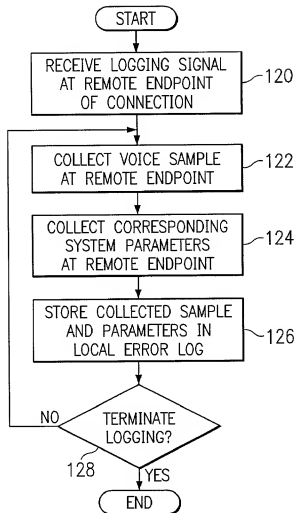 START
RECEIVE LOGGING SIGNAL
AT REMOTE ENDPOINT
OF CONNECTION
120
COLLECT VOICE SAMPLE
AT REMOTE ENDPOINT
122
COLLECT CORRESPONDING
SYSTEM PARAMETERS
AT REMOTE ENDPOINT
124
STORE COLLECTED SAMPLE
AND PARAMETERS IN
LOCAL ERROR LOG
126
NO
TERMINATE
LOGGING?
128
YES
END